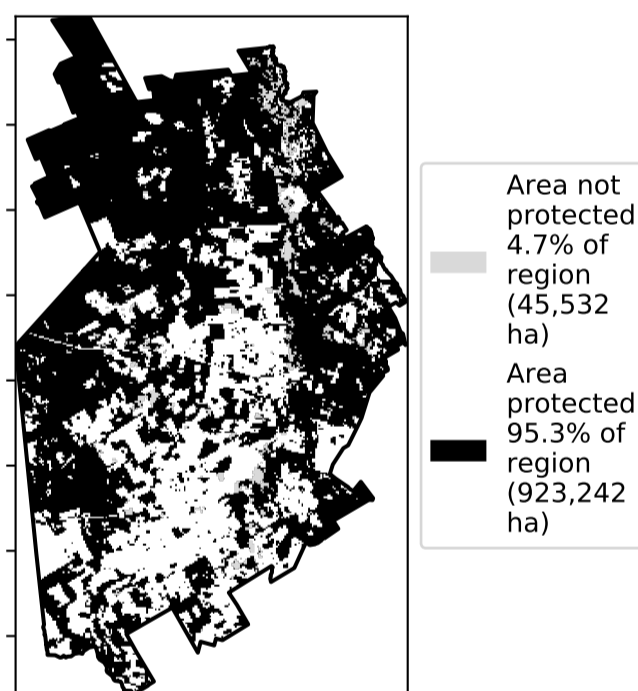 Area not
protected
4.7% of
region
(45,532
ha)
Area
protected
95.3% of
region
(923,242
ha)